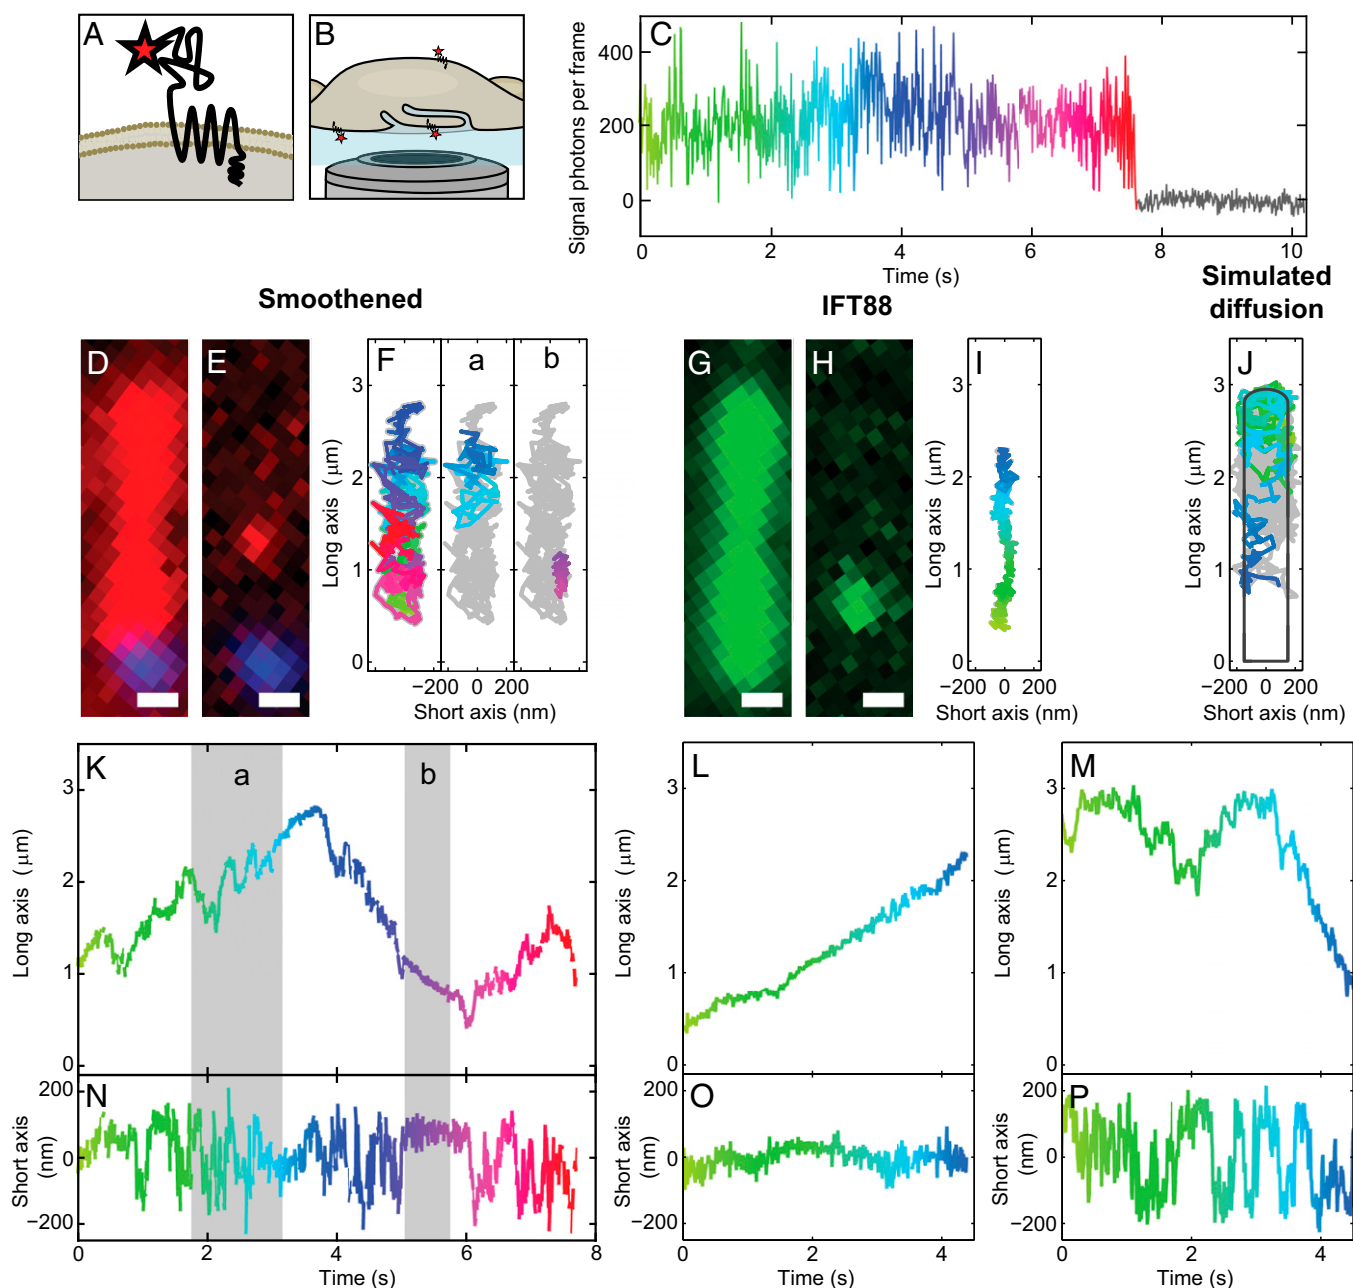 A
B
C
Signal photons per frame
400
200
0
0
2
4
6
8
10
Time (s)
Smoothened
IFT88
Simulated
diffusion
D
E
F
a
b
3
2
1
0
Long axis (μm)
−200 0 200
Short axis (nm)
G
H
I
3
2
1
0
Long axis (μm)
−200 0 200
Short axis (nm)
J
3
2
1
0
Long axis (μm)
−200 0 200
Short axis (nm)
K
a
b
3
2
1
0
Long axis (μm)
L
3
2
1
0
Long axis (μm)
M
3
2
1
0
Long axis (μm)
N
200
0
−200
Short axis
(nm)
0 2 4 6 8
Time (s)
O
200
0
−200
Short axis
(nm)
0 2 4
Time (s)
P
200
0
−200
Short axis
(nm)
0 2 4
Time (s)